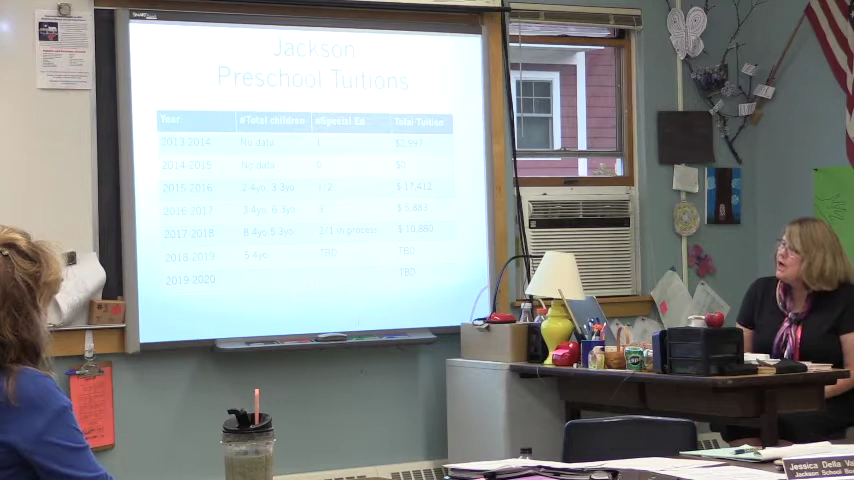 SMART
Jackson
Preschool Tuitions
Year #Total children #Special Ed Total Tuition
2013-2014 No data 1 $2,997
2014-2015 No data 0 $0
2015-2016 2 4yo, 3 3yo 1/2 $ 17,412
2016-2017 3 4yo, 6 3yo $ 5,883
2017-2018 8 4yo 5 3yo 2/1 in process $ 10,880
2018-2019 5 4yo TBD TBD
2019-2020 TBD
Jessica Della Va
Jackson School Boa